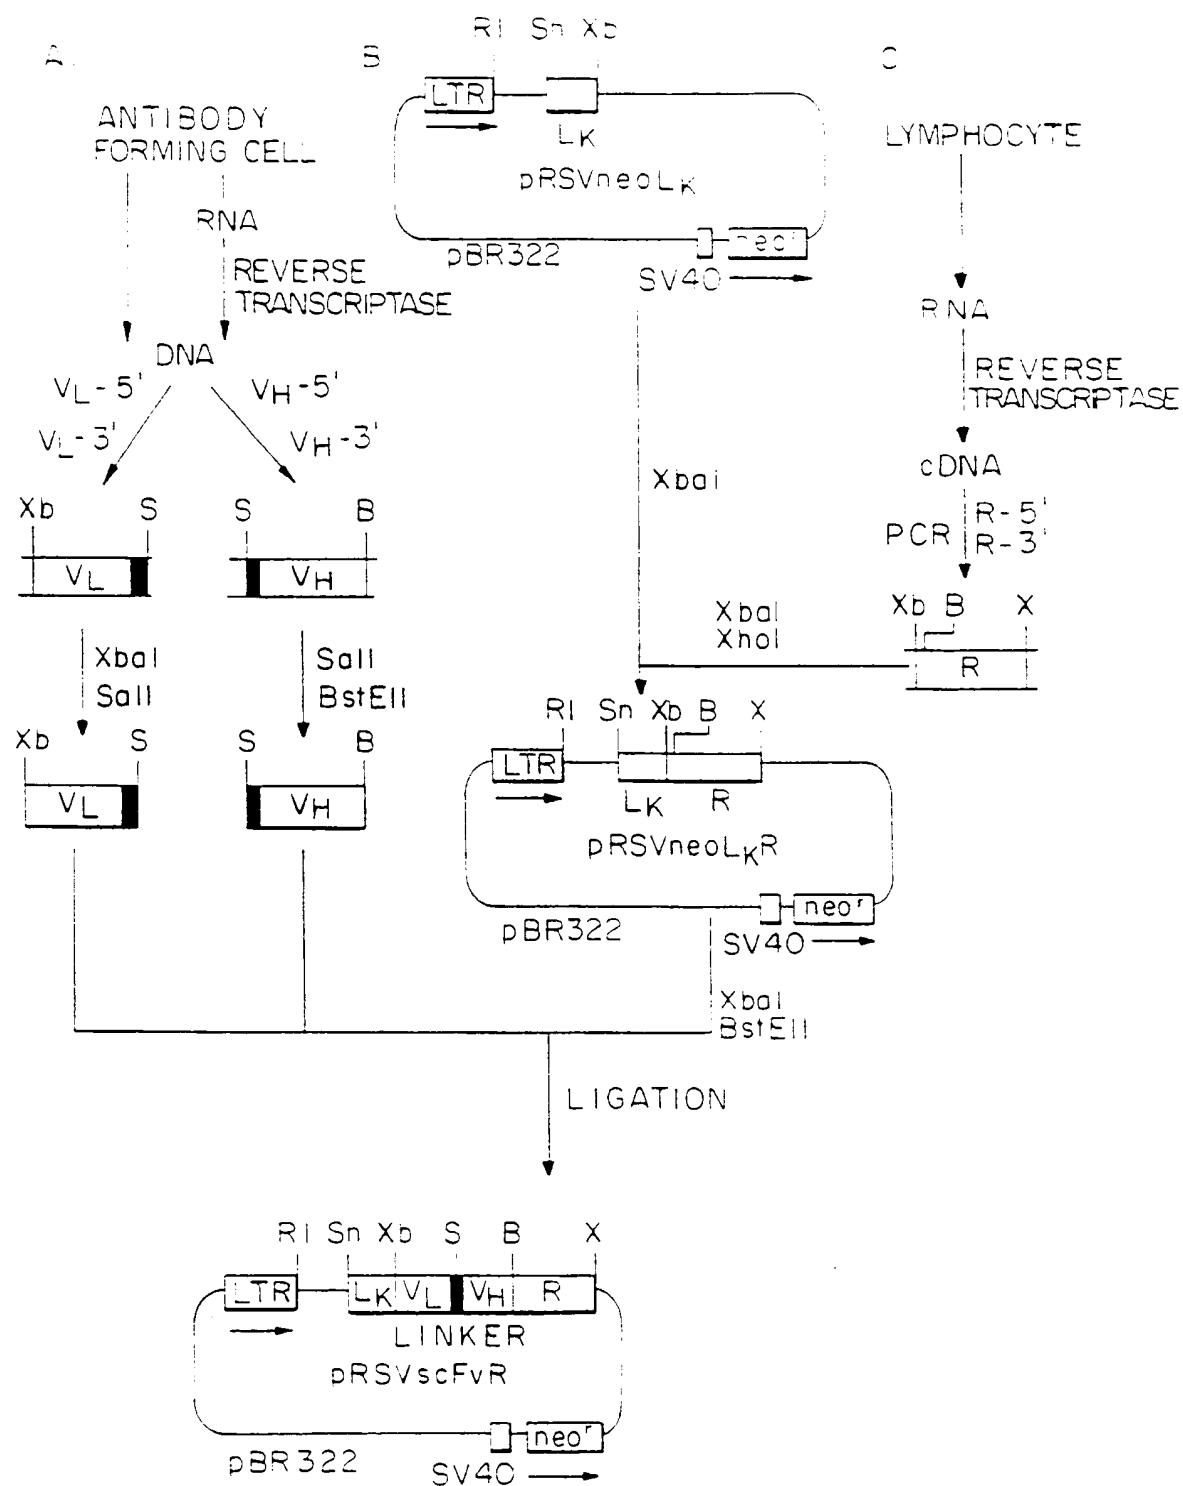 A.
ANTIBODY
FORMING CELL
RNA
REVERSE
TRANSCRIPTASE
DNA
VL-5'
VL-3'
VH-5'
VH-3'
Xb S
VL
S B
VH
XbaI
SalI
SalI
BstEII
Xb S
VL
S B
VH
B
RI Sn Xb
LTR
LK
pRSVneoLK
pBR322
neor
SV40
XbaI
XbaI
XhoI
RI Sn Xb B X
LTR
LK R
pRSVneoLKR
pBR322
neor
SV40
XbaI
BstEII
C
LYMPHOCYTE
RNA
REVERSE
TRANSCRIPTASE
cDNA
PCR
R-5'
R-3'
Xb B X
R
LIGATION
RI Sn Xb S B X
LTR LK VL VH R
LINKER
pRSVscFvR
pBR322
neor
SV40